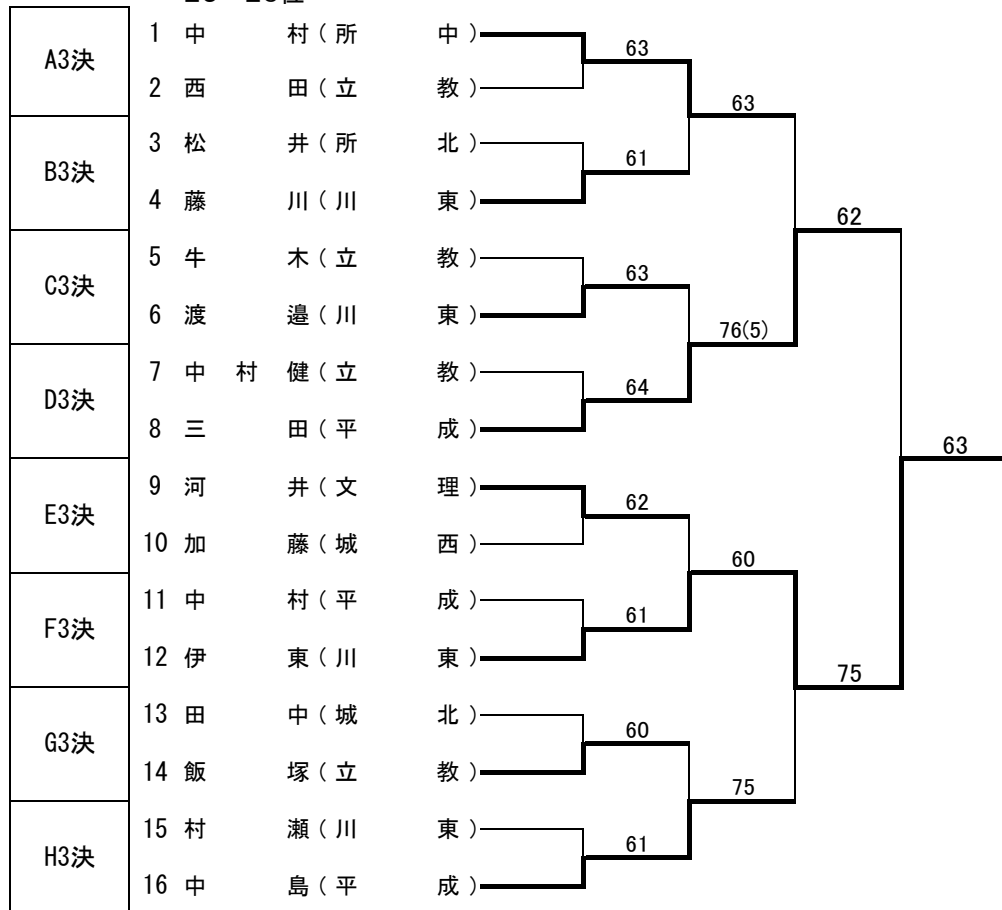 A3決
1 中村(所中)
63
2 西田(立教)
63
B3決
3 松井(所北)
61
4 藤川(川東)
62
C3決
5 牛木(立教)
63
6 渡邉(川東)
76(5)
D3決
7 中村健(立教)
64
8 三田(平成)
63
E3決
9 河井(文理)
62
10 加藤(城西)
60
F3決
11 中村(平成)
61
12 伊東(川東)
75
G3決
13 田中(城北)
60
14 飯塚(立教)
75
H3決
15 村瀬(川東)
61
16 中島(平成)